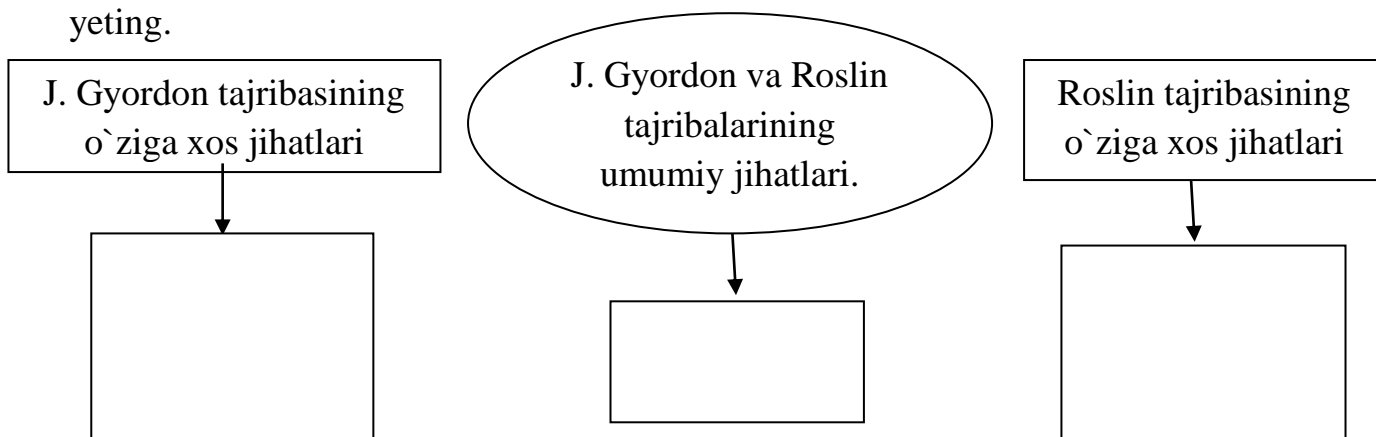 yeting.
J. Gyordon tajribasining
o`ziga xos jihatlari
J. Gyordon va Roslin
tajribalarining
umumiy jihatlari.
Roslin tajribasining
o`ziga xos jihatlari